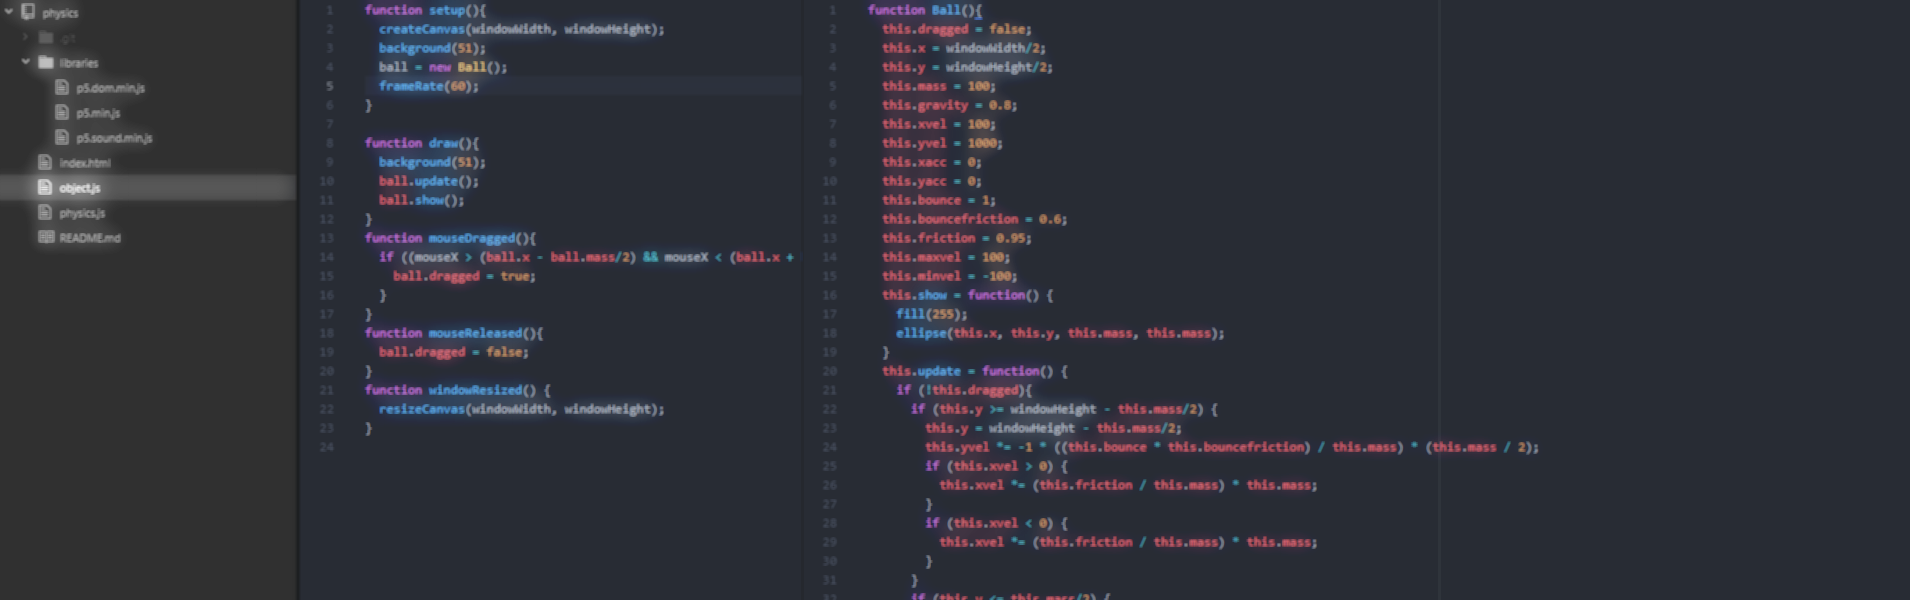 physics
.git
libraries
p5.dom.min.js
p5.min.js
p5.sound.min.js
index.html
object.js
physics.js
README.md
1 function setup(){
2 createCanvas(windowWidth, windowHeight);
3 background(51);
4 ball = new Ball();
5 frameRate(60);
6 }
7
8 function draw(){
9 background(51);
10 ball.update();
11 ball.show();
12 }
13 function mouseDragged(){
14 if ((mouseX > (ball.x - ball.mass/2) && mouseX < (ball.x +
15 ball.dragged = true;
16 }
17 }
18 function mouseReleased(){
19 ball.dragged = false;
20 }
21 function windowResized() {
22 resizeCanvas(windowWidth, windowHeight);
23 }
24
1 function Ball(){
2 this.dragged = false;
3 this.x = windowWidth/2;
4 this.y = windowHeight/2;
5 this.mass = 100;
6 this.gravity = 0.8;
7 this.xvel = 100;
8 this.yvel = 1000;
9 this.xacc = 0;
10 this.yacc = 0;
11 this.bounce = 1;
12 this.bouncefriction = 0.6;
13 this.friction = 0.95;
14 this.maxvel = 100;
15 this.minvel = -100;
16 this.show = function() {
17 fill(255);
18 ellipse(this.x, this.y, this.mass, this.mass);
19 }
20 this.update = function() {
21 if (!this.dragged){
22 if (this.y >= windowHeight - this.mass/2) {
23 this.y = windowHeight - this.mass/2;
24 this.yvel *= -1 * ((this.bounce * this.bouncefriction) / this.mass) * (this.mass / 2);
25 if (this.xvel > 0) {
26 this.xvel *= (this.friction / this.mass) * this.mass;
27 }
28 if (this.xvel < 0) {
29 this.xvel *= (this.friction / this.mass) * this.mass;
30 }
31 }
32 if (this.y <= this.mass/2) {